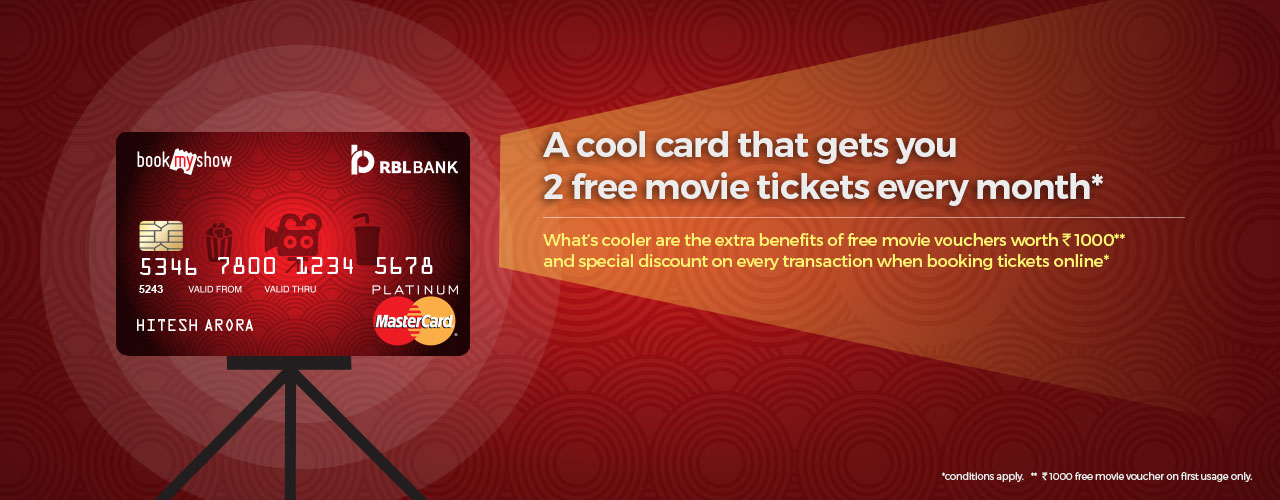 book my show
RBL BANK
5346 7800 1234 5678
5243 VALID FROM VALID THRU
PLATINUM
HITESH ARORA
MasterCard
A cool card that gets you
2 free movie tickets every month*
What's cooler are the extra benefits of free movie vouchers worth ₹ 1000**
and special discount on every transaction when booking tickets online*
*conditions apply. ** ₹ 1000 free movie voucher on first usage only.